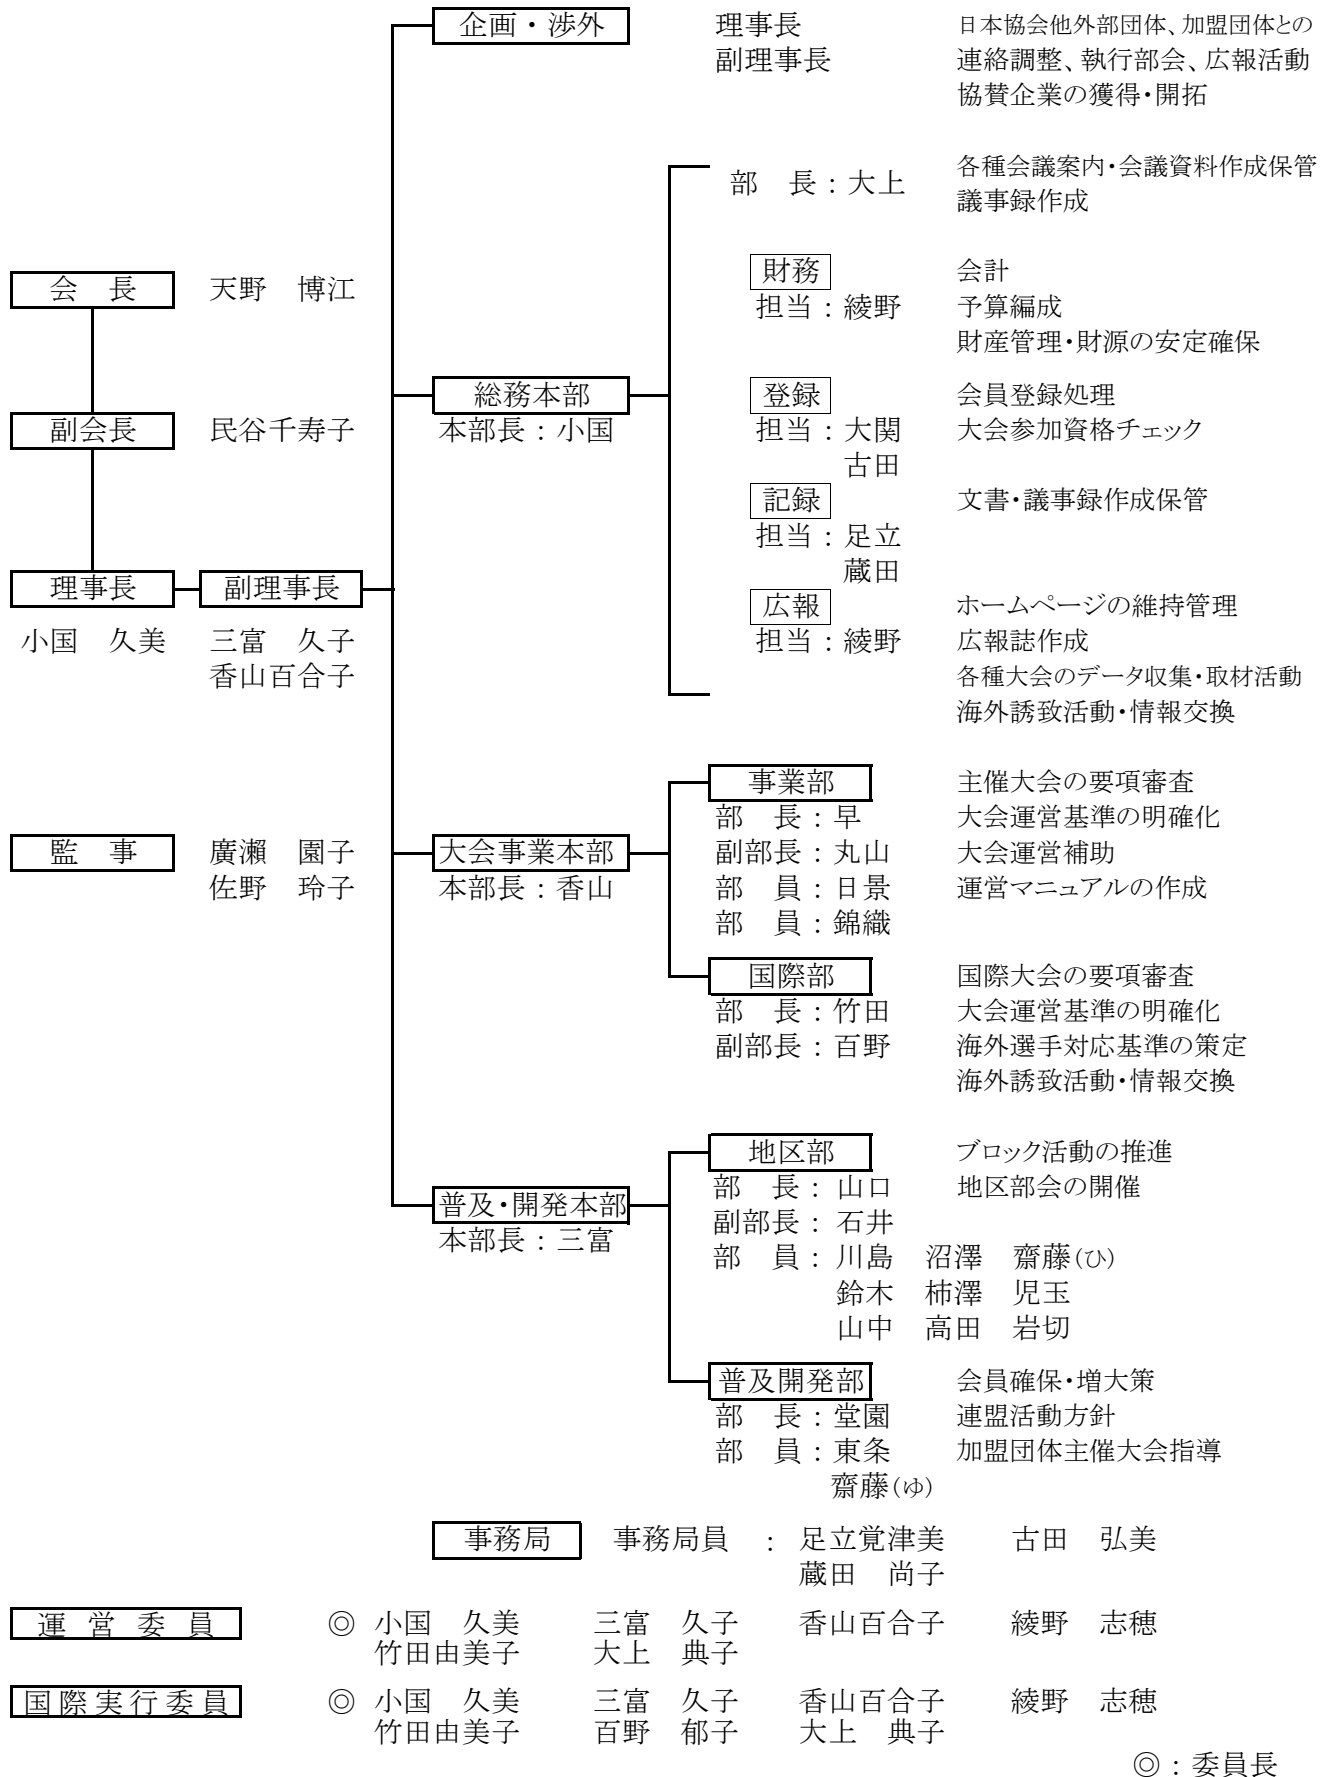 企画・渉外　理事長　日本協会他外部団体、加盟団体との
副理事長　連絡調整、執行部会、広報活動
協賛企業の獲得・開拓
部　長：大上　各種会議案内・会議資料作成保管
議事録作成
会　長　天野　博江
財務　会計
担当：綾野　予算編成
財産管理・財源の安定確保
副会長　民谷千寿子
総務本部
本部長：小国
登録　会員登録処理
担当：大関　大会参加資格チェック
古田
記録　文書・議事録作成保管
担当：足立
蔵田
理事長　副理事長
小国　久美　三富　久子
香山百合子
広報　ホームページの維持管理
担当：綾野　広報誌作成
各種大会のデータ収集・取材活動
海外誘致活動・情報交換
監　事　廣瀬　園子
佐野　玲子
大会事業本部
本部長：香山
事業部　主催大会の要項審査
部　長：早　大会運営基準の明確化
副部長：丸山　大会運営補助
部　員：日景　運営マニュアルの作成
部　員：錦織
国際部　国際大会の要項審査
部　長：竹田　大会運営基準の明確化
副部長：百野　海外選手対応基準の策定
海外誘致活動・情報交換
普及・開発本部
本部長：三富
地区部　ブロック活動の推進
部　長：山口　地区部会の開催
副部長：石井
部　員：川島　沼澤　齋藤(ひ)
鈴木　柿澤　児玉
山中　高田　岩切
普及開発部　会員確保・増大策
部　長：堂園　連盟活動方針
部　員：東条　加盟団体主催大会指導
齋藤(ゆ)
事務局　事務局員　：　足立覚津美　古田　弘美
蔵田　尚子
運営委員　◎　小国　久美　三富　久子　香山百合子　綾野　志穂
竹田由美子　大上　典子
国際実行委員　◎　小国　久美　三富　久子　香山百合子　綾野　志穂
竹田由美子　百野　郁子　大上　典子
◎：委員長